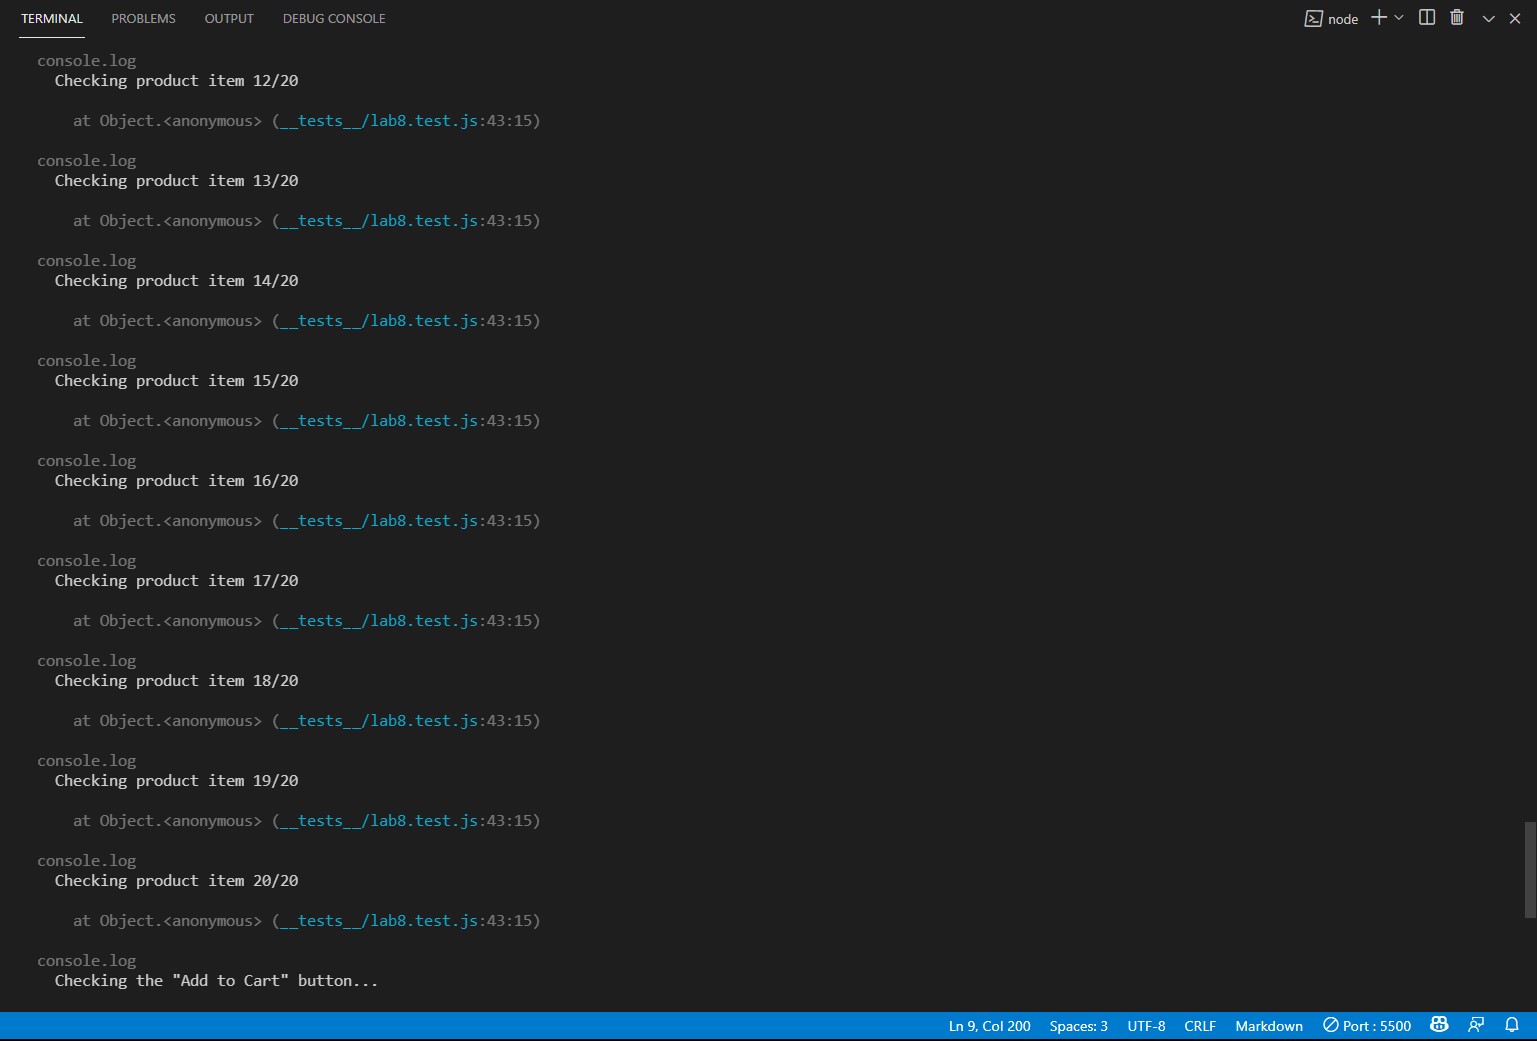 TERMINAL PROBLEMS OUTPUT DEBUG CONSOLE node
console.log
Checking product item 12/20
at Object.<anonymous> (__tests__/lab8.test.js:43:15)
console.log
Checking product item 13/20
at Object.<anonymous> (__tests__/lab8.test.js:43:15)
console.log
Checking product item 14/20
at Object.<anonymous> (__tests__/lab8.test.js:43:15)
console.log
Checking product item 15/20
at Object.<anonymous> (__tests__/lab8.test.js:43:15)
console.log
Checking product item 16/20
at Object.<anonymous> (__tests__/lab8.test.js:43:15)
console.log
Checking product item 17/20
at Object.<anonymous> (__tests__/lab8.test.js:43:15)
console.log
Checking product item 18/20
at Object.<anonymous> (__tests__/lab8.test.js:43:15)
console.log
Checking product item 19/20
at Object.<anonymous> (__tests__/lab8.test.js:43:15)
console.log
Checking product item 20/20
at Object.<anonymous> (__tests__/lab8.test.js:43:15)
console.log
Checking the "Add to Cart" button...
Ln 9, Col 200 Spaces: 3 UTF-8 CRLF Markdown Port : 5500